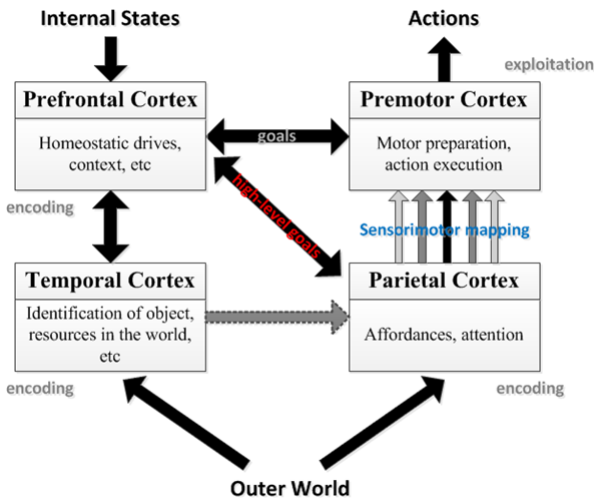 Internal States
Actions
exploitation
Prefrontal Cortex
Homeostatic drives,
context, etc
goals
Premotor Cortex
Motor preparation,
action execution
encoding
high-level goals
Sensorimotor mapping
Temporal Cortex
Identification of object,
resources in the world,
etc
Parietal Cortex
Affordances, attention
encoding
encoding
Outer World